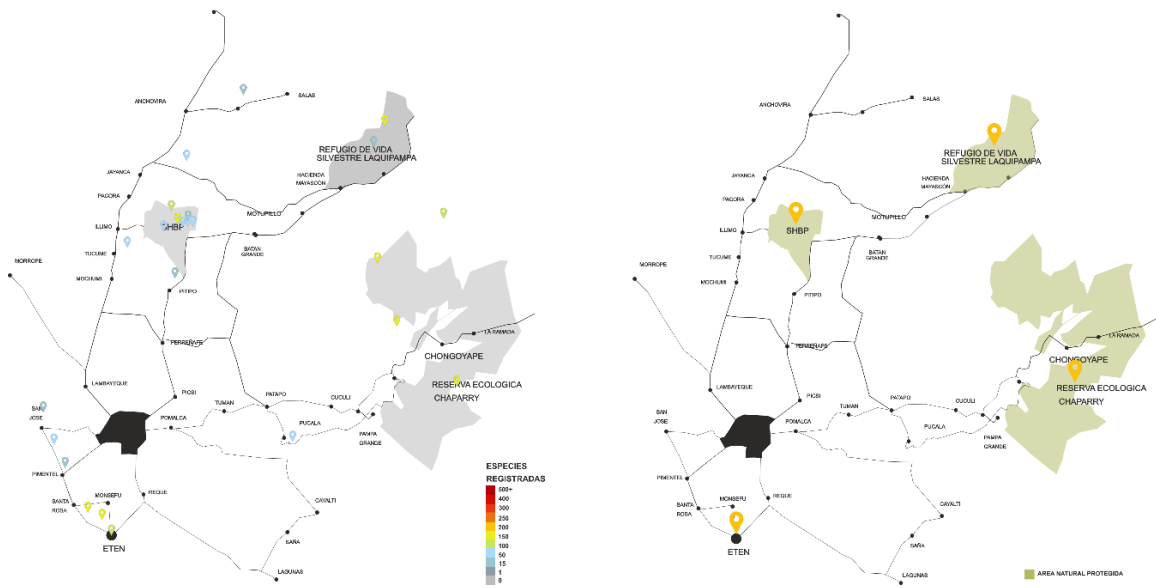 ANCHOVIRA
SALAS
REFUGIO DE VIDA
SILVESTRE LAQUIPAMPA
JAYANCA
HACIENDA
MAYASCÓN
PACORA
MOTUPILLO
ILLIMO
SHBP
TUCUME
BATAN
GRANDE
MORROPE
MOCHUMI
PITIPO
LA RAMADA
FERREÑAFE
CHONGOYAPE
LAMBAYEQUE
RESERVA ECOLOGICA
CHAPARRY
PICSI
TUMAN
PATAPO
CUCULI
SAN
JOSE
POMALCA
PUCALA
PAMPA
GRANDE
PIMENTEL
SANTA
ROSA
MONSEFU
REQUE
CAYALTI
ETEN
SAÑA
LAGUNAS
ESPECIES
REGISTRADAS
500+
400
300
250
200
150
100
50
15
1
0
ANCHOVIRA
SALAS
REFUGIO DE VIDA
SILVESTRE LAQUIPAMPA
JAYANCA
HACIENDA
MAYASCÓN
PACORA
MOTUPILLO
ILLIMO
SHBP
TUCUME
BATAN
GRANDE
MORROPE
MOCHUMI
PITIPO
LA RAMADA
FERREÑAFE
CHONGOYAPE
LAMBAYEQUE
RESERVA ECOLOGICA
CHAPARRY
PICSI
TUMAN
PATAPO
CUCULI
SAN
JOSE
POMALCA
PUCALA
PAMPA
GRANDE
PIMENTEL
SANTA
ROSA
MONSEFU
REQUE
CAYALTI
ETEN
SAÑA
LAGUNAS
AREA NATURAL PROTEGIDA